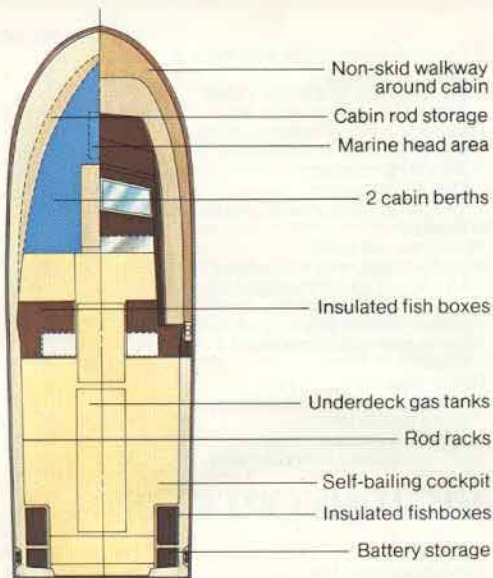 Non-skid walkway
around cabin
Cabin rod storage
Marine head area
2 cabin berths
Insulated fish boxes
Underdeck gas tanks
Rod racks
Self-bailing cockpit
Insulated fishboxes
Battery storage